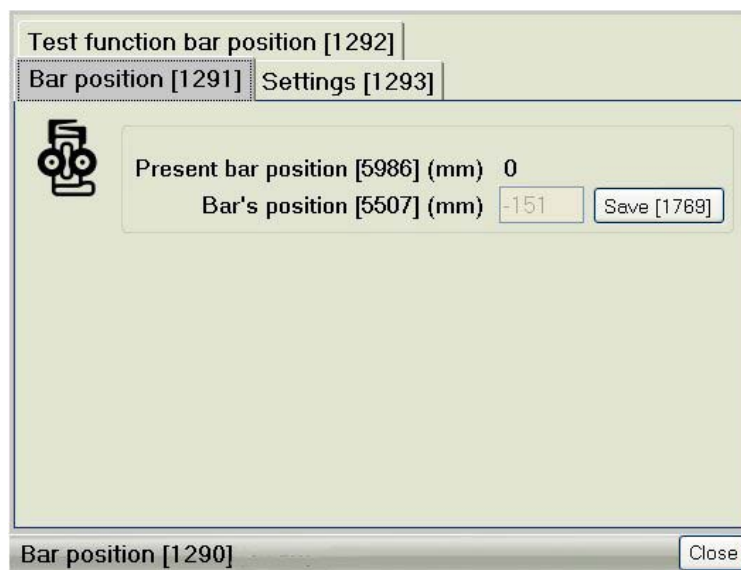 Test function bar position [1292]
Bar position [1291] Settings [1293]
Present bar position [5986] (mm) 0
Bar's position [5507] (mm) -151 Save [1769]
Bar position [1290] Close